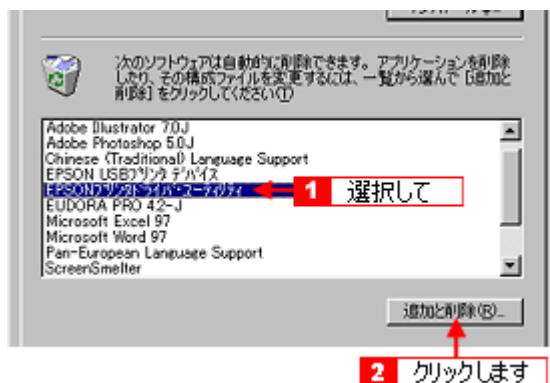 次のソフトウェアは自動的に削除できます。アプリケーションを削除
したり、その構成ファイルを変更するには、一覧から選んで [追加と
削除] をクリックしてください(T)
Adobe Illustrator 7.0J
Adobe Photoshop 5.0J
Chinese (Traditional) Language Support
EPSON USBプリンタ デバイス
EPSONプリンタドライバ・ユーティリティ
1 選択して
EUDORA PRO 4.2-J
Microsoft Excel 97
Microsoft Word 97
Pan-European Language Support
ScreenSmelter
追加と削除(R)...
2 クリックします